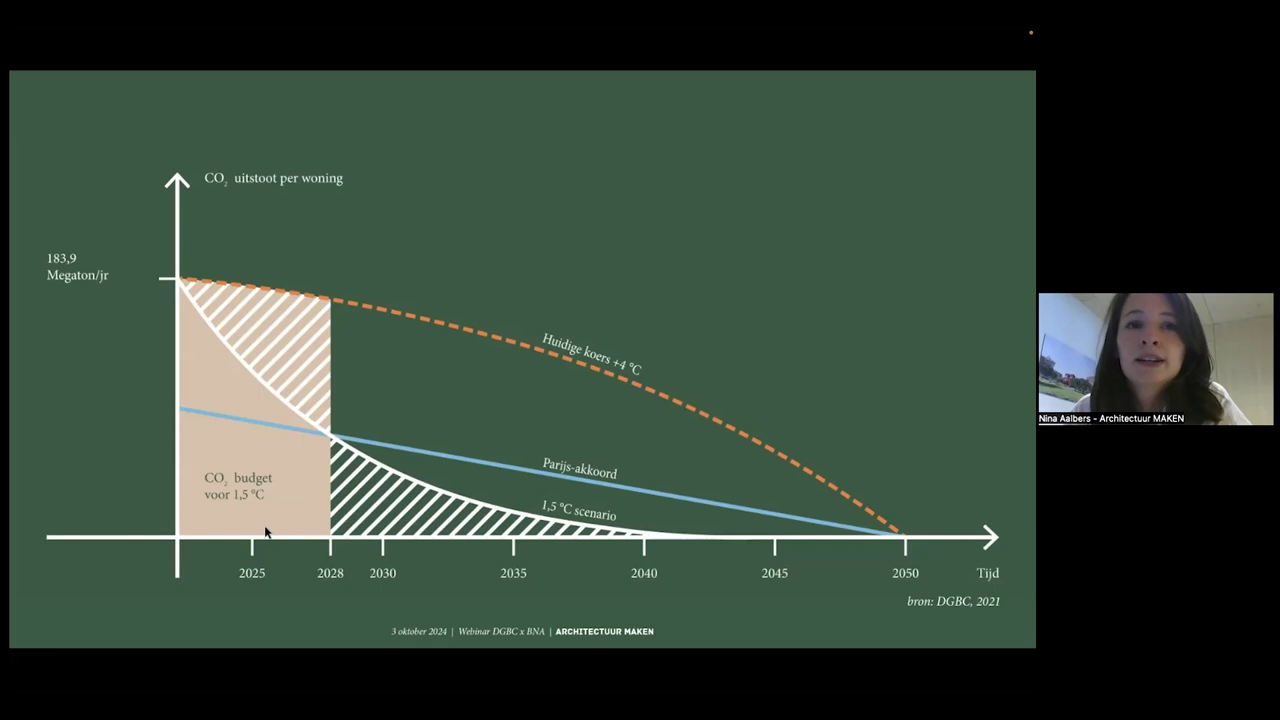 CO₂ uitstoot per woning
183,9
Megaton/jr
Huidige koers +4 °C
Parijs-akkoord
1,5 °C scenario
CO₂ budget
voor 1,5 °C
2025 2028 2030 2035 2040 2045 2050 Tijd
bron: DGBC, 2021
3 oktober 2024 | Webinar DGBC x BNA | ARCHITECTUUR MAKEN
Nina Aalbers - Architectuur MAKEN